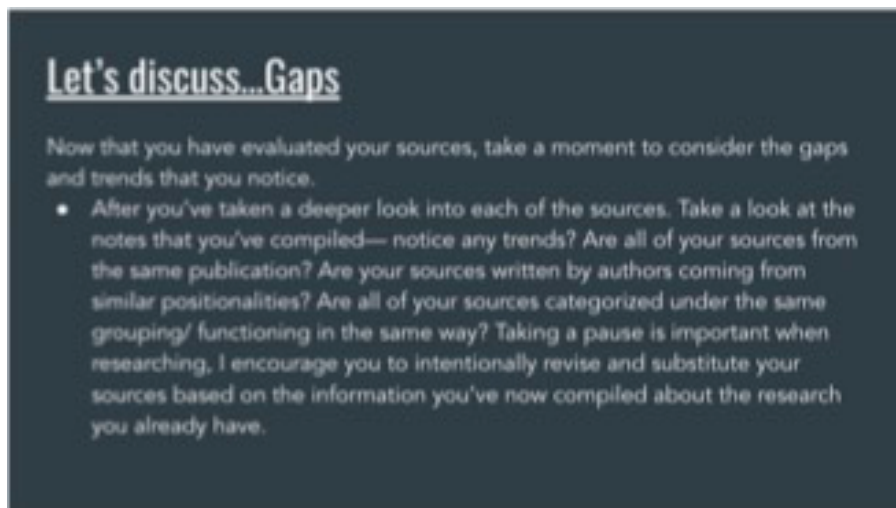 Let's discuss...Gaps
Now that you have evaluated your sources, take a moment to consider the gaps
and trends that you notice.
● After you've taken a deeper look into each of the sources. Take a look at the
notes that you've compiled— notice any trends? Are all of your sources from
the same publication? Are your sources written by authors coming from
similar positionalities? Are all of your sources categorized under the same
grouping/ functioning in the same way? Taking a pause is important when
researching, I encourage you to intentionally revise and substitute your
sources based on the information you've now compiled about the research
you already have.